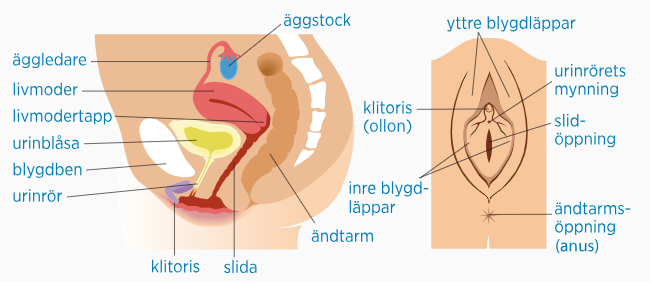 äggstock
äggledare
livmoder
livmodertapp
urinblåsa
blygdben
urinrör
klitoris
slida
ändtarm
yttre blygdläppar
urinrörets
mynning
klitoris
(ollon)
slid-
öppning
inre blygd-
läppar
ändtarms-
öppning
(anus)